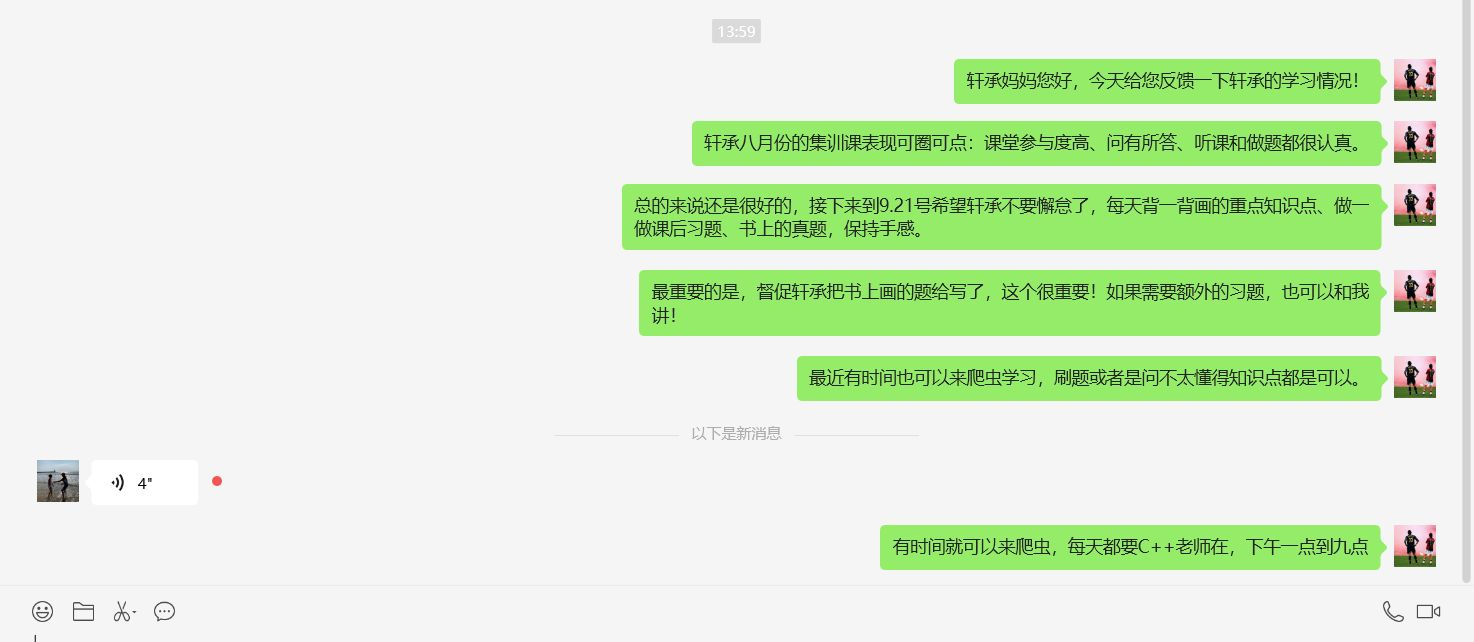 13:59
轩承妈妈您好，今天给您反馈一下轩承的学习情况！
轩承八月份的集训课表现可圈可点：课堂参与度高、问有所答、听课和做题都很认真。
总的来说还是很好的，接下来到9.21号希望轩承不要懈怠了，每天背一背画的重点知识点、做一
做课后习题、书上的真题，保持手感。
最重要的是，督促轩承把书上画的题给写了，这个很重要！如果需要额外的习题，也可以和我
讲！
最近有时间也可以来爬虫学习，刷题或者是问不太懂得知识点都是可以。
以下是新消息
4"
有时间就可以来爬虫，每天都要C++老师在，下午一点到九点